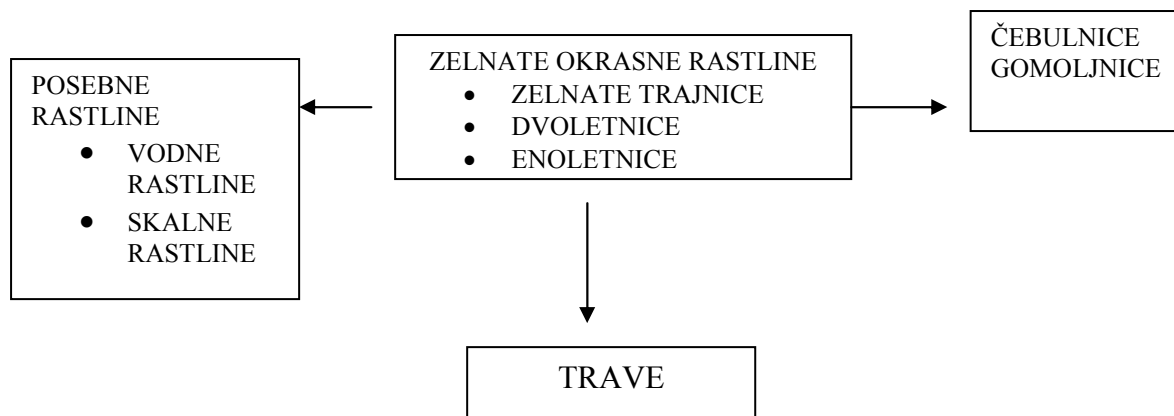 POSEBNE
RASTLINE
• VODNE
RASTLINE
• SKALNE
RASTLINE
ZELNATE OKRASNE RASTLINE
• ZELNATE TRAJNICE
• DVOLETNICE
• ENOLETNICE
ČEBULNICE
GOMOLJNICE
TRAVE